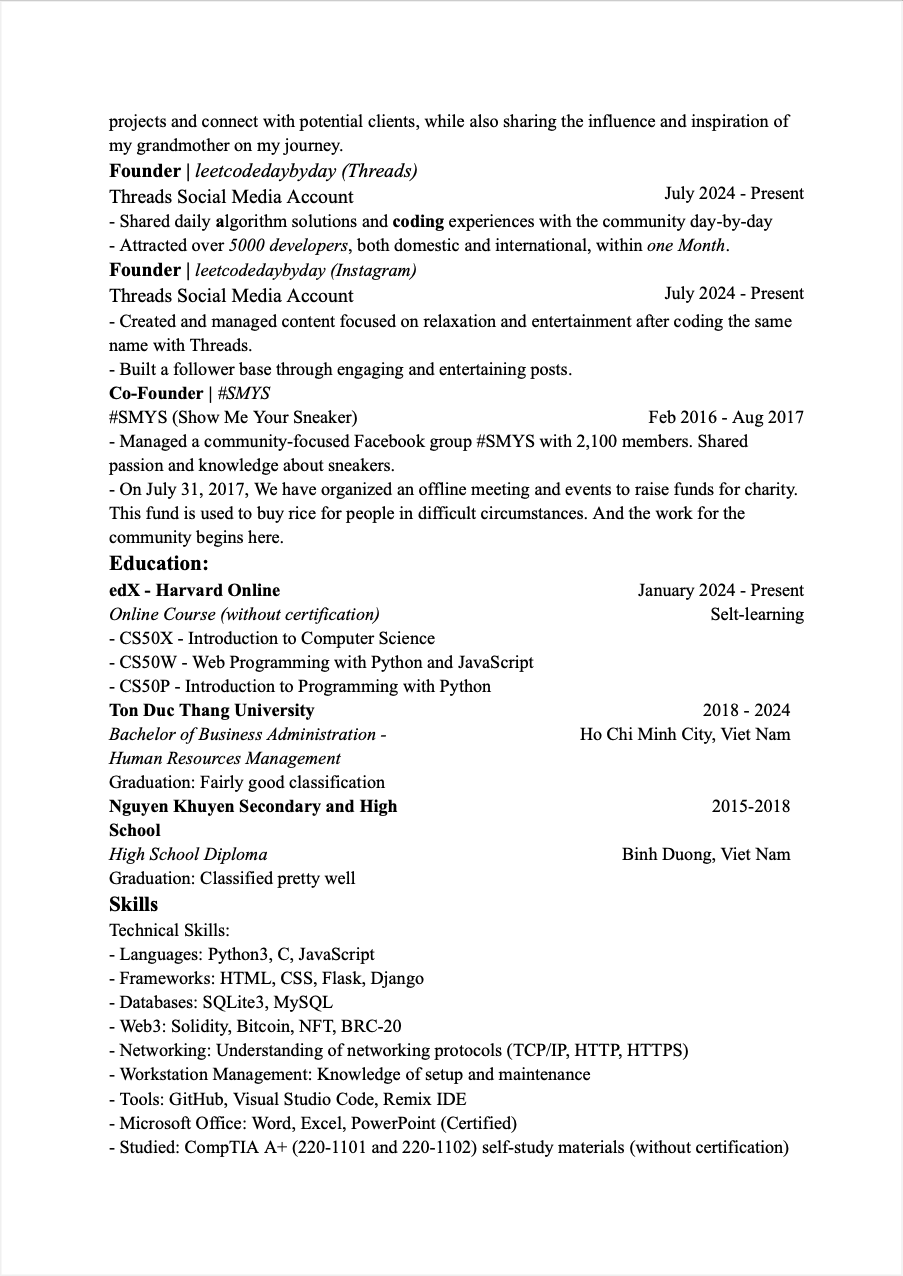 projects and connect with potential clients, while also sharing the influence and inspiration of
my grandmother on my journey.
Founder | leetcodedaybyday (Threads)
Threads Social Media Account July 2024 - Present
- Shared daily algorithm solutions and coding experiences with the community day-by-day
- Attracted over 5000 developers, both domestic and international, within one Month.
Founder | leetcodedaybyday (Instagram)
Threads Social Media Account July 2024 - Present
- Created and managed content focused on relaxation and entertainment after coding the same
name with Threads.
- Built a follower base through engaging and entertaining posts.
Co-Founder | #SMYS
#SMYS (Show Me Your Sneaker) Feb 2016 - Aug 2017
- Managed a community-focused Facebook group #SMYS with 2,100 members. Shared
passion and knowledge about sneakers.
- On July 31, 2017, We have organized an offline meeting and events to raise funds for charity.
This fund is used to buy rice for people in difficult circumstances. And the work for the
community begins here.
Education:
edX - Harvard Online January 2024 - Present
Online Course (without certification) Selt-learning
- CS50X - Introduction to Computer Science
- CS50W - Web Programming with Python and JavaScript
- CS50P - Introduction to Programming with Python
Ton Duc Thang University 2018 - 2024
Bachelor of Business Administration - Ho Chi Minh City, Viet Nam
Human Resources Management
Graduation: Fairly good classification
Nguyen Khuyen Secondary and High 2015-2018
School
High School Diploma Binh Duong, Viet Nam
Graduation: Classified pretty well
Skills
Technical Skills:
- Languages: Python3, C, JavaScript
- Frameworks: HTML, CSS, Flask, Django
- Databases: SQLite3, MySQL
- Web3: Solidity, Bitcoin, NFT, BRC-20
- Networking: Understanding of networking protocols (TCP/IP, HTTP, HTTPS)
- Workstation Management: Knowledge of setup and maintenance
- Tools: GitHub, Visual Studio Code, Remix IDE
- Microsoft Office: Word, Excel, PowerPoint (Certified)
- Studied: CompTIA A+ (220-1101 and 220-1102) self-study materials (without certification)